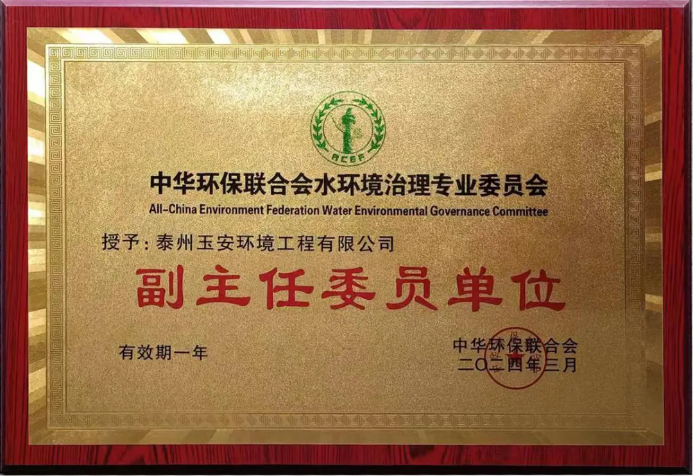 ACEF
中华环保联合会水环境治理专业委员会
All-China Environment Federation Water Environmental Governance Committee
授予：泰州玉安环境工程有限公司
副主任委员单位
有效期一年
中华环保联合会
二〇二四年三月